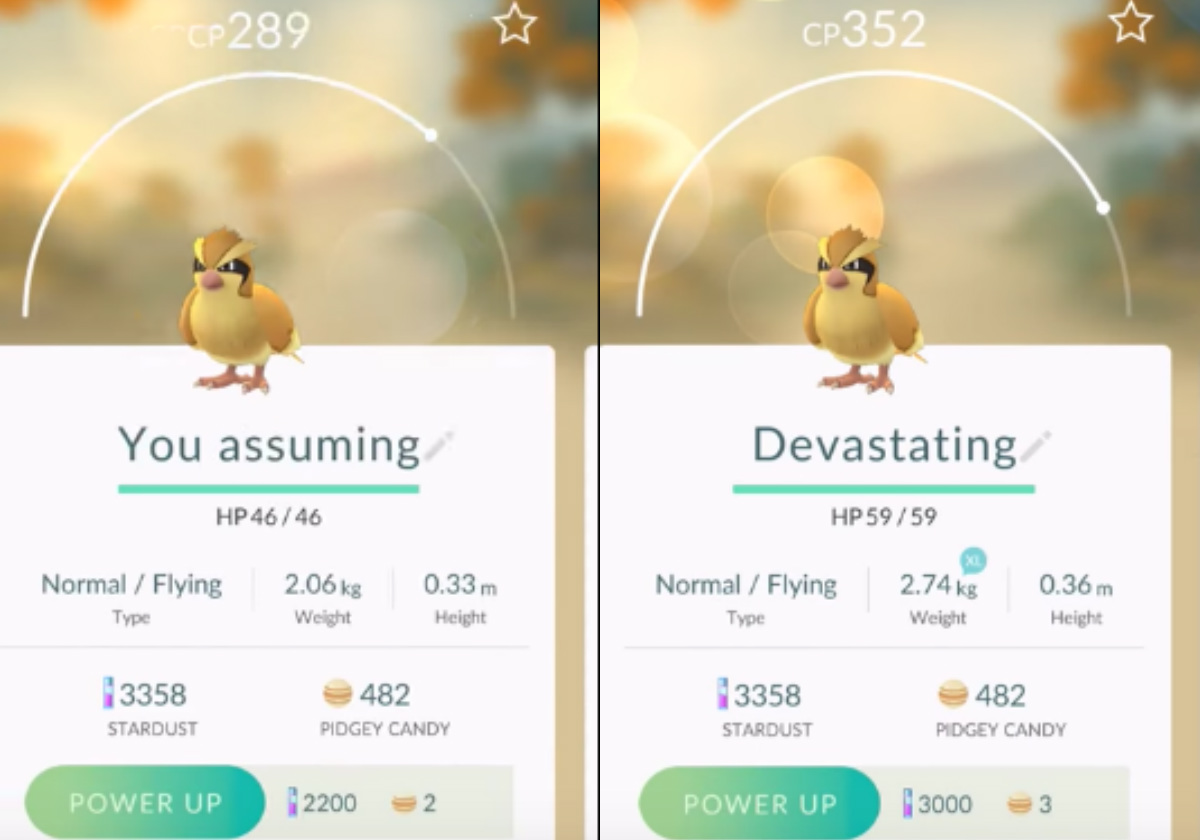 CP289
You assuming
HP 46 / 46
Normal / Flying
Type
2.06 kg
Weight
0.33 m
Height
3358
STARDUST
482
PIDGEY CANDY
POWER UP
2200
2
CP352
Devastating
HP 59 / 59
Normal / Flying
Type
XL
2.74 kg
Weight
0.36 m
Height
3358
STARDUST
482
PIDGEY CANDY
POWER UP
3000
3